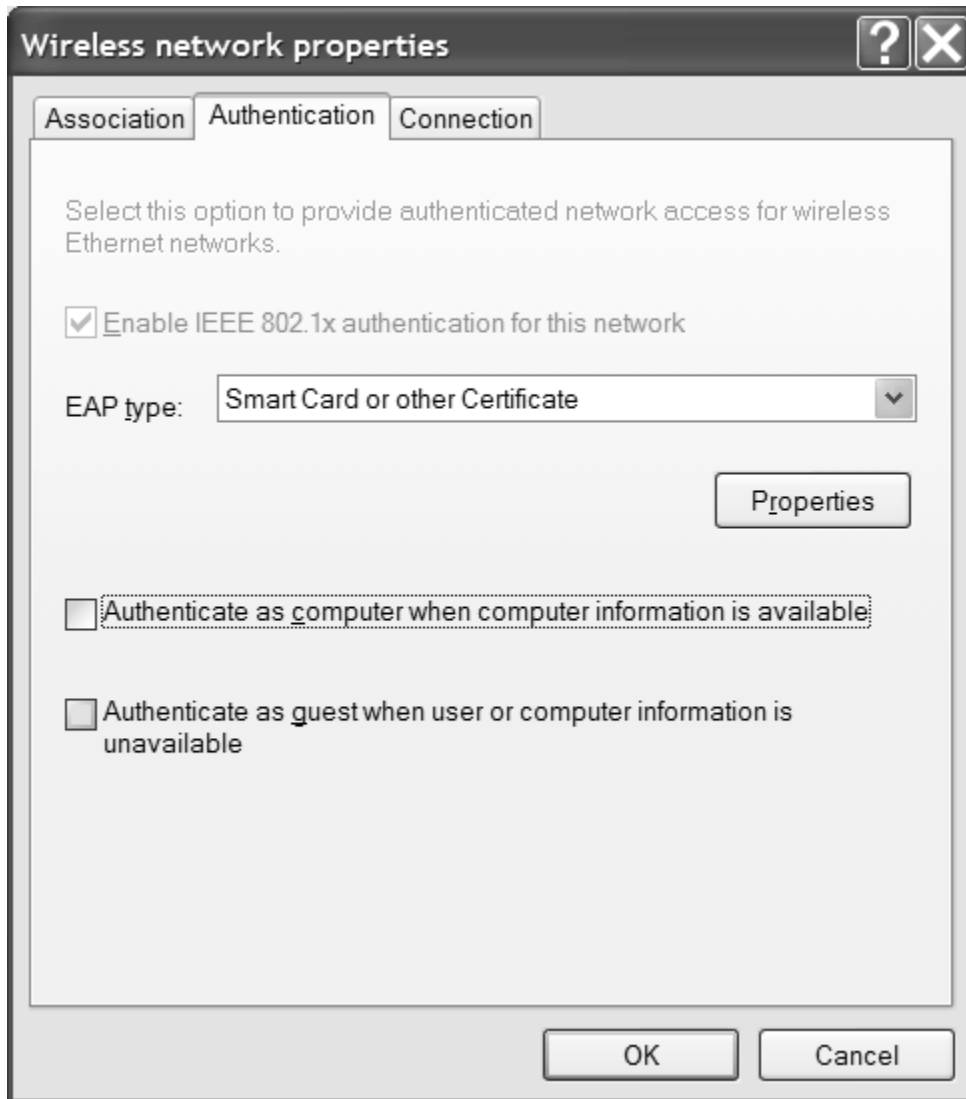 Wireless network properties
Association Authentication Connection
Select this option to provide authenticated network access for wireless
Ethernet networks.
Enable IEEE 802.1x authentication for this network
EAP type: Smart Card or other Certificate
Properties
Authenticate as computer when computer information is available
Authenticate as guest when user or computer information is
unavailable
OK Cancel